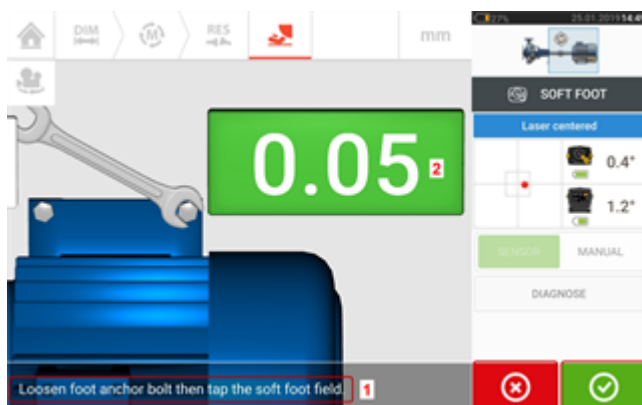 DIM
RES
mm
27%
25.01.2019 14:49
SOFT FOOT
Laser centered
0.05
2
0.4°
1.2°
SENSOR
MANUAL
DIAGNOSE
Loosen foot anchor bolt then tap the soft foot field.
1